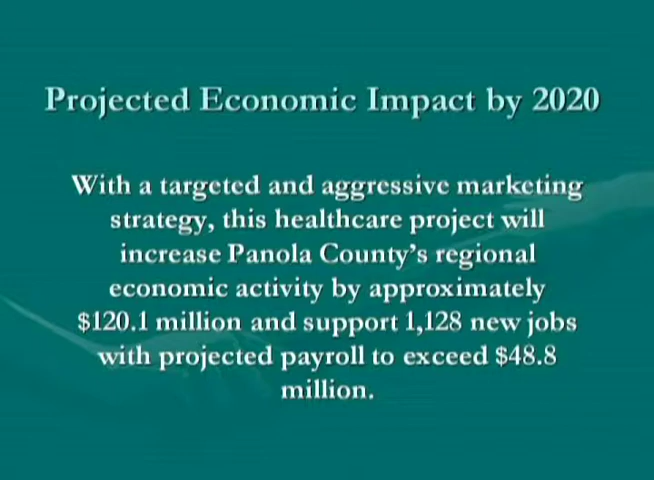 Projected Economic Impact by 2020
With a targeted and aggressive marketing
strategy, this healthcare project will
increase Panola County’s regional
economic activity by approximately
$120.1 million and support 1,128 new jobs
with projected payroll to exceed $48.8
million.